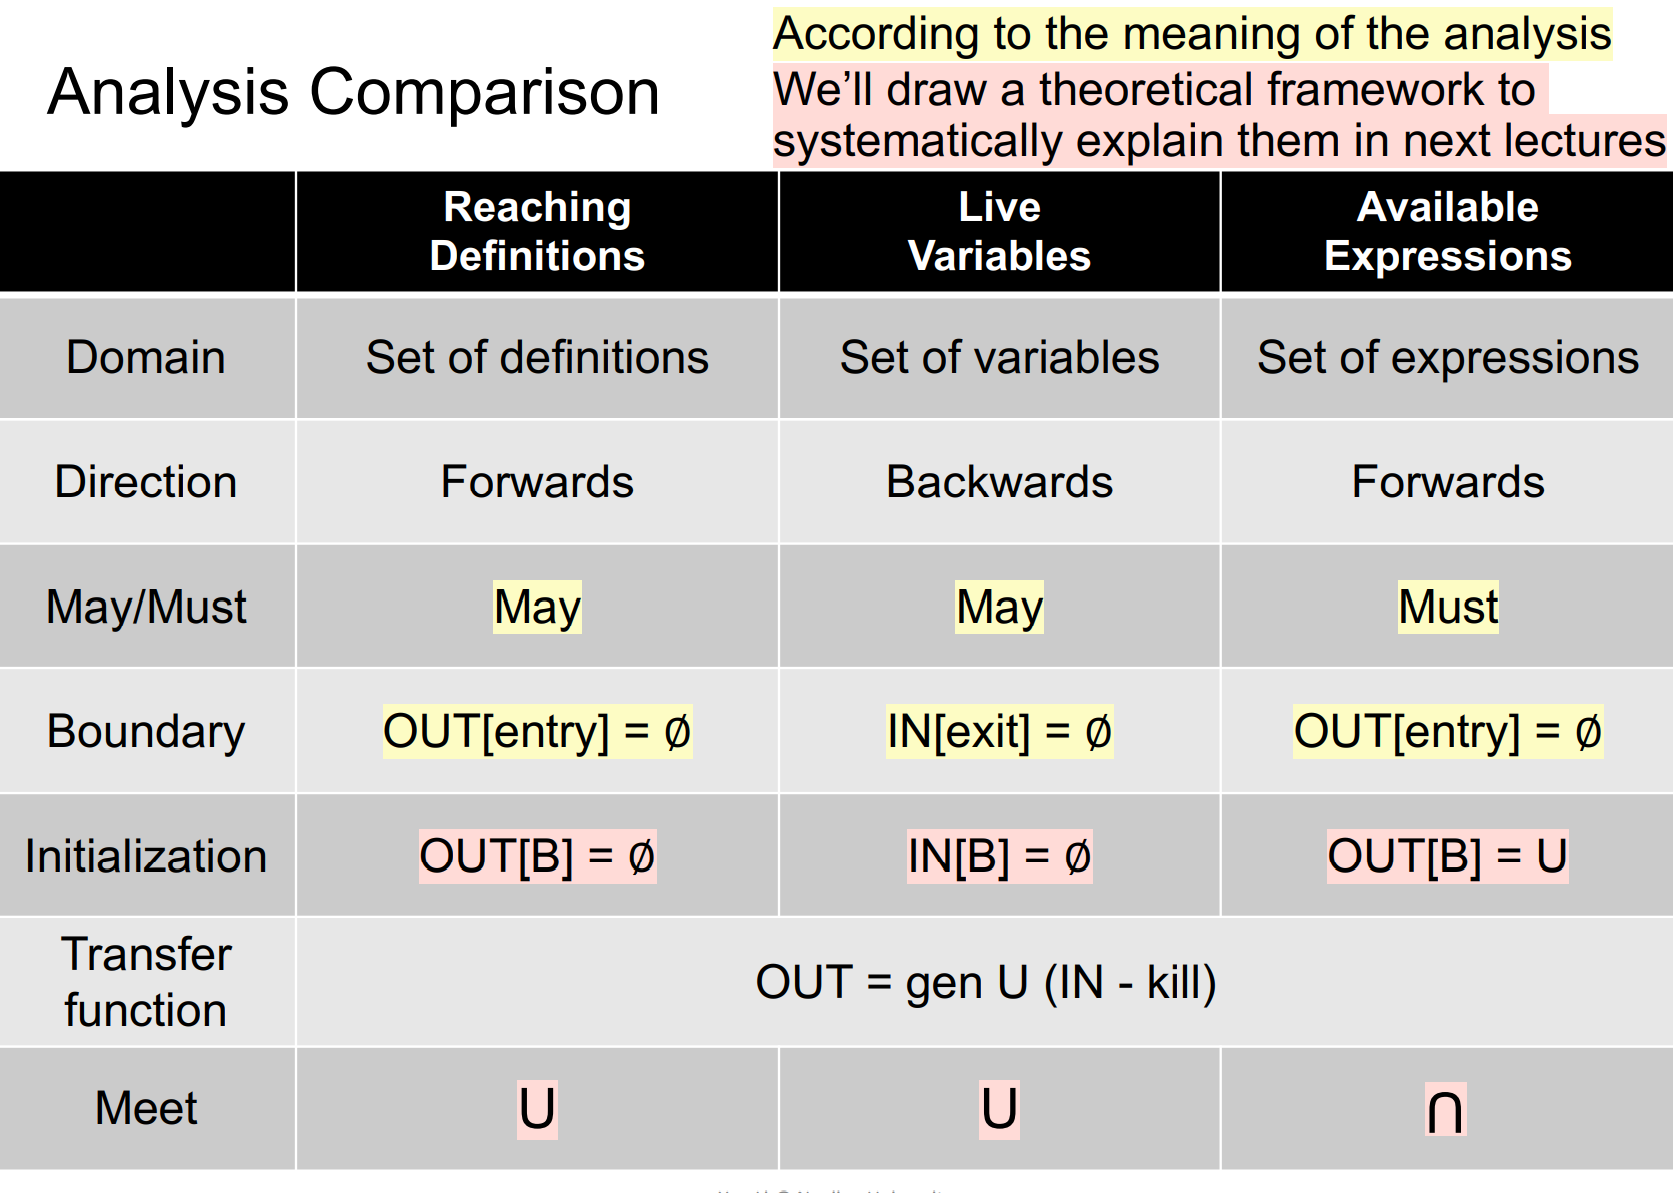 According to the meaning of the analysis
Analysis Comparison
We’ll draw a theoretical framework to
systematically explain them in next lectures
Reaching
Definitions
Live
Variables
Available
Expressions
Domain
Set of definitions
Set of variables
Set of expressions
Direction
Forwards
Backwards
Forwards
May/Must
May
May
Must
Boundary
OUT[entry] = ∅
IN[exit] = ∅
OUT[entry] = ∅
Initialization
OUT[B] = ∅
IN[B] = ∅
OUT[B] = U
Transfer
function
OUT = gen U (IN - kill)
Meet
∪
∪
∩